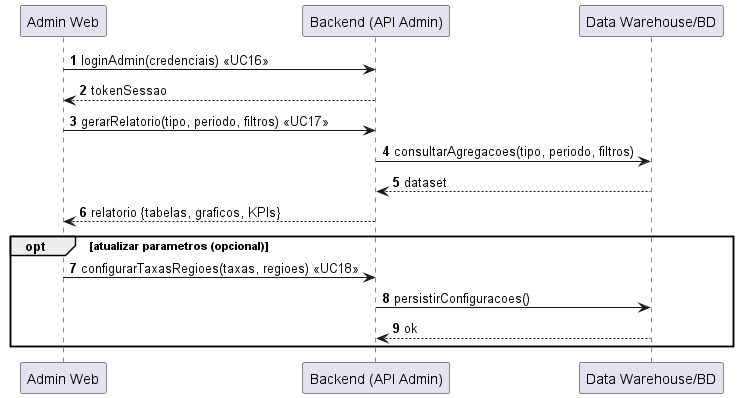 Admin Web
Backend (API Admin)
Data Warehouse/BD
1 loginAdmin(credenciais) «UC16»
2 tokenSessao
3 gerarRelatorio(tipo, periodo, filtros) «UC17»
4 consultarAgregacoes(tipo, periodo, filtros)
5 dataset
6 relatorio {tabelas, graficos, KPIs}
opt [atualizar parametros (opcional)]
7 configurarTaxasRegioes(taxas, regioes) «UC18»
8 persistirConfiguracoes()
9 ok
Admin Web
Backend (API Admin)
Data Warehouse/BD